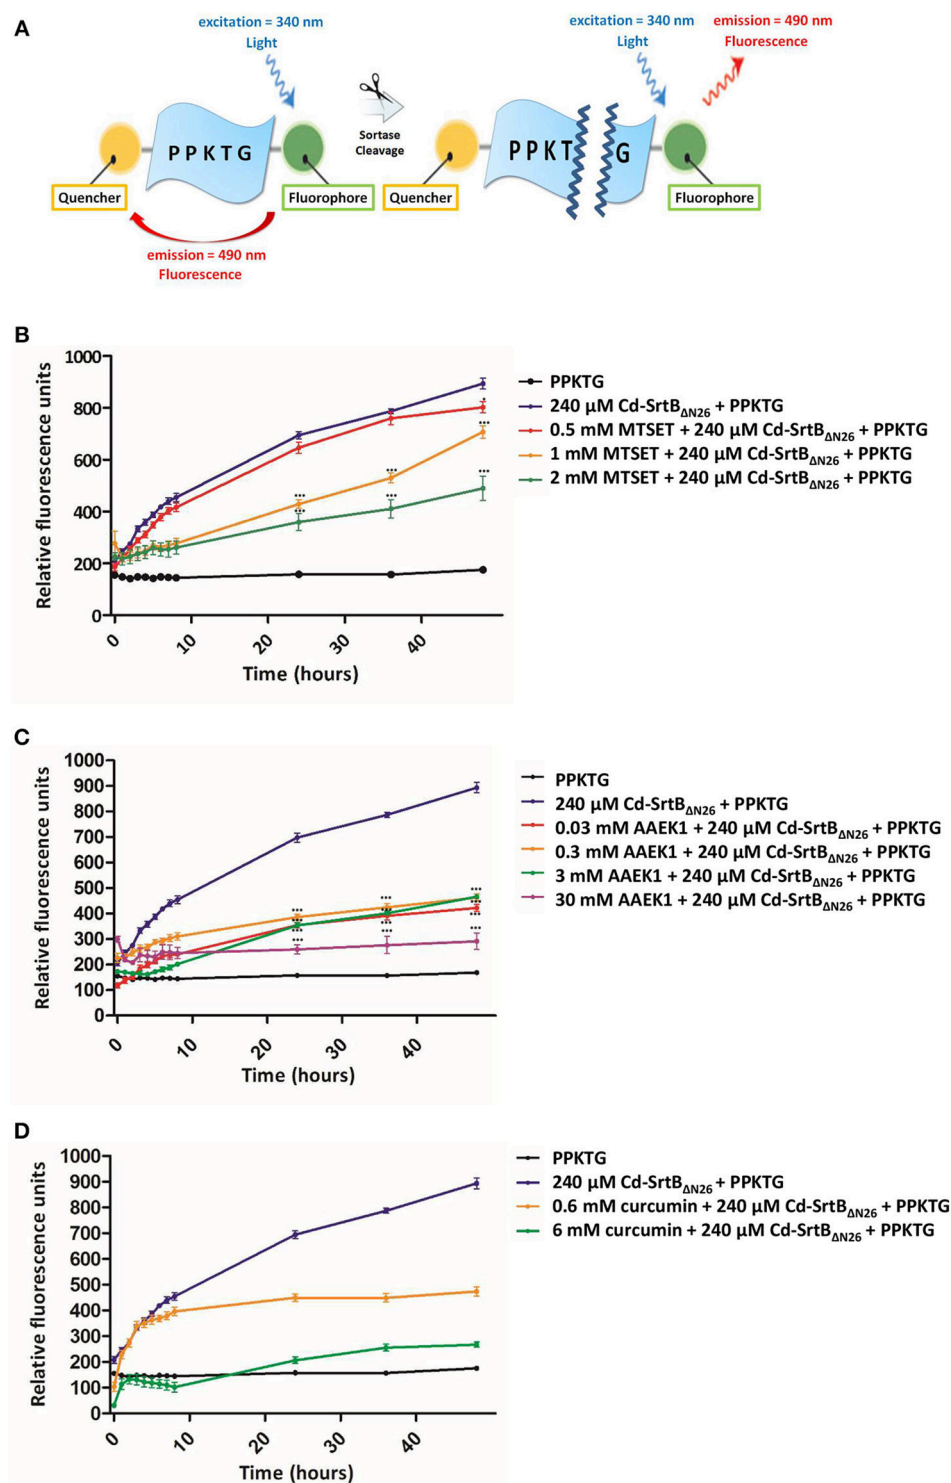 A
excitation = 340 nm
Light
PPKTG
Quencher
Fluorophore
emission = 490 nm
Fluorescence
Sortase
Cleavage
excitation = 340 nm
Light
emission = 490 nm
Fluorescence
PPKT G
Quencher
Fluorophore
B
Relative fluorescence units
1000
800
600
400
200
0
0 10 20 30 40
Time (hours)
PPKTG
240 μM Cd-SrtBΔN26 + PPKTG
0.5 mM MTSET + 240 μM Cd-SrtBΔN26 + PPKTG
1 mM MTSET + 240 μM Cd-SrtBΔN26 + PPKTG
2 mM MTSET + 240 μM Cd-SrtBΔN26 + PPKTG
C
Relative fluorescence units
1000
900
800
700
600
500
400
300
200
100
0
0 10 20 30 40
Time (hours)
PPKTG
240 μM Cd-SrtBΔN26 + PPKTG
0.03 mM AAEK1 + 240 μM Cd-SrtBΔN26 + PPKTG
0.3 mM AAEK1 + 240 μM Cd-SrtBΔN26 + PPKTG
3 mM AAEK1 + 240 μM Cd-SrtBΔN26 + PPKTG
30 mM AAEK1 + 240 μM Cd-SrtBΔN26 + PPKTG
D
Relative fluorescence units
1000
900
800
700
600
500
400
300
200
100
0
0 10 20 30 40
Time (hours)
PPKTG
240 μM Cd-SrtBΔN26 + PPKTG
0.6 mM curcumin + 240 μM Cd-SrtBΔN26 + PPKTG
6 mM curcumin + 240 μM Cd-SrtBΔN26 + PPKTG